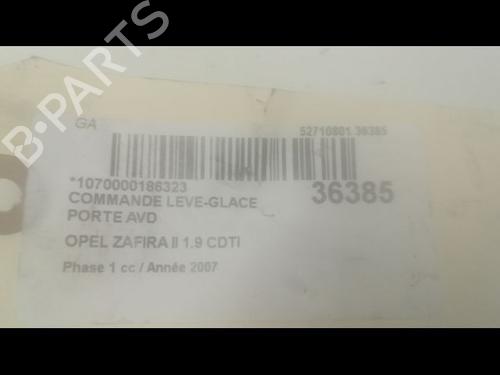 GA
52710801 36385
*1070000186323
COMMANDE LEVE-GLACE
36385
PORTE AVD
OPEL ZAFIRA II 1.9 CDTI
Phase 1 cc / Année 2007